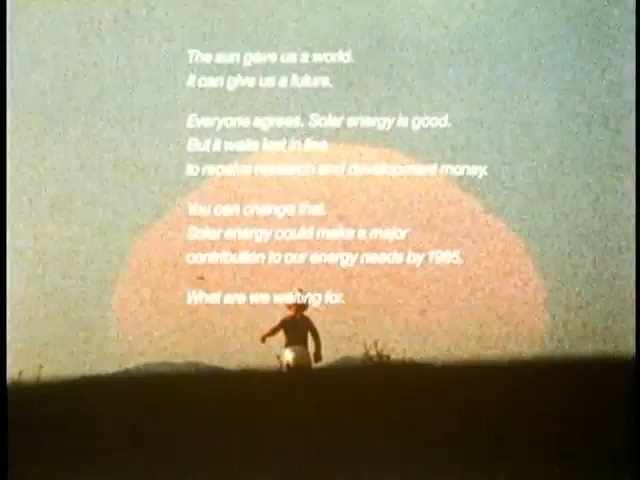 The sun gave us a world.
It can give us a future.
Everyone agrees. Solar energy is good.
But it waits last in line
to receive research and development money.
You can change that.
Solar energy could make a major
contribution to our energy needs by 1985.
What are we waiting for.